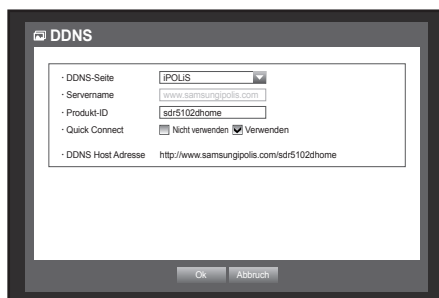 DDNS
· DDNS-Seite iPOLiS
· Servername www.samsungipolis.com
· Produkt-ID sdr5102dhome
· Quick Connect Nicht verwenden Verwenden
· DDNS Host Adresse http://www.samsungipolis.com/sdr5102dhome
Ok Abbruch